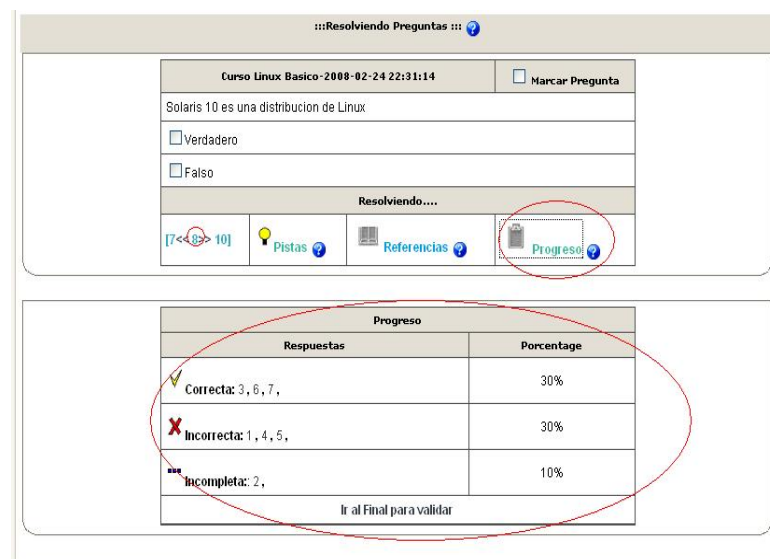 :::Resolviendo Preguntas :::
Curso Linux Basico-2008-02-24 22:31:14 Marcar Pregunta
Solaris 10 es una distribucion de Linux
Verdadero
Falso
Resolviendo....
[7<< 8>> 10] Pistas Referencias Progreso
Progreso
Respuestas Porcentage
Correcta: 3 , 6 , 7 , 30%
Incorrecta: 1 , 4 , 5 , 30%
Incompleta:: 2 , 10%
Ir al Final para validar